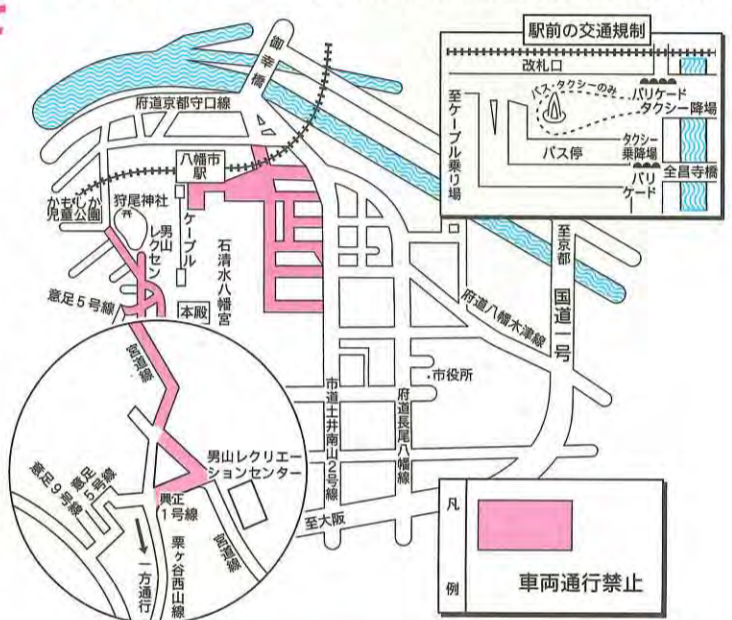 御幸橋
府道京都守口線
八幡市
駅
かもしか
児童公園
狩尾神社
男山
レクセン
ケーブル
石清水八幡宮
本殿
意足5号線
宮道線
意足
5号線
意足9号線
興正
1号線
男山レクリエー
ションセンター
宮道線
栗ヶ谷西山線
一方通行
至大阪
市道土井南山2号線
府道長尾八幡線
・市役所
府道八幡木津線
至京都
国道一号
駅前の交通規制
改札口
バス・タクシーのみ
バリケード
タクシー降場
至ケーブル乗り場
バス停
タクシー
乗降場
バリ
ケード
全昌寺橋
凡例
車両通行禁止